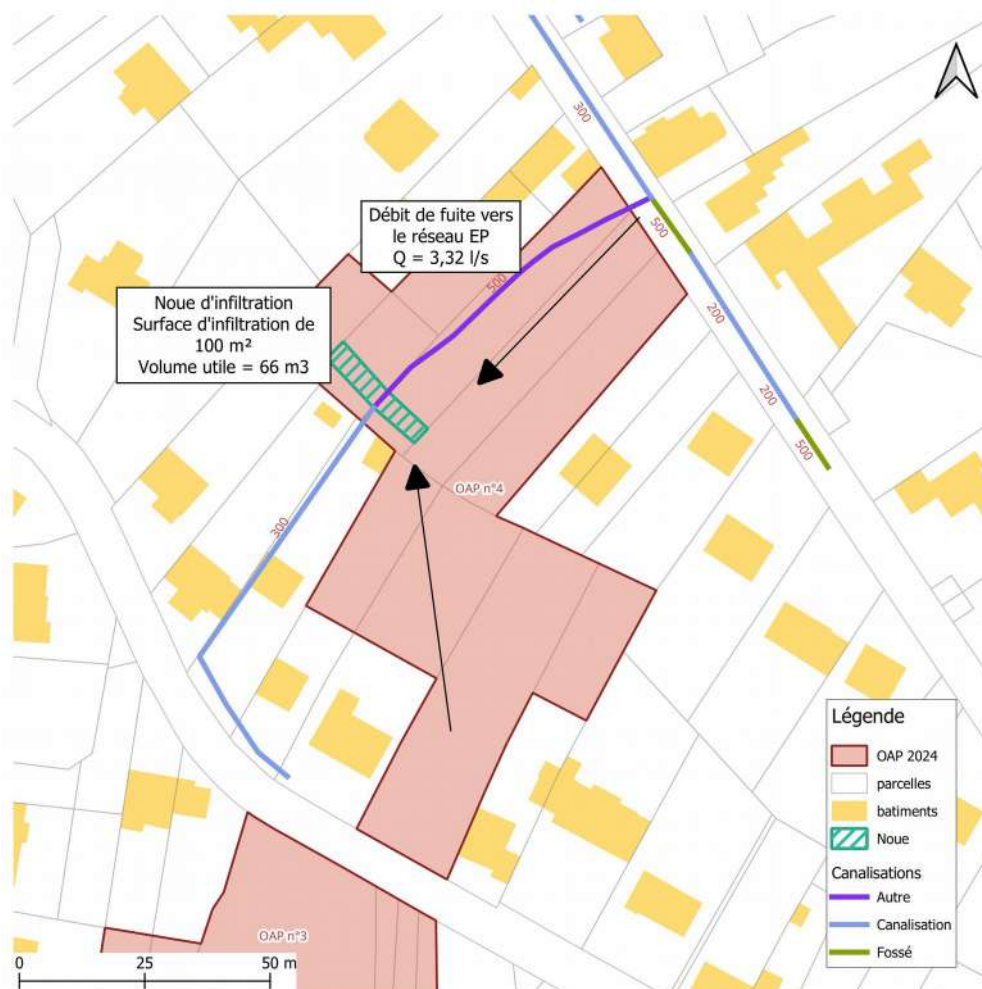 300
Débit de fuite vers
le réseau EP
Q = 3,32 l/s
500
500
Noue d'infiltration
Surface d'infiltration de
100 m²
Volume utile = 66 m3
200
200
500
OAP n°4
300
Légende
OAP 2024
parcelles
batiments
Noue
Canalisations
Autre
Canalisation
Fossé
OAP n°3
0 25 50 m